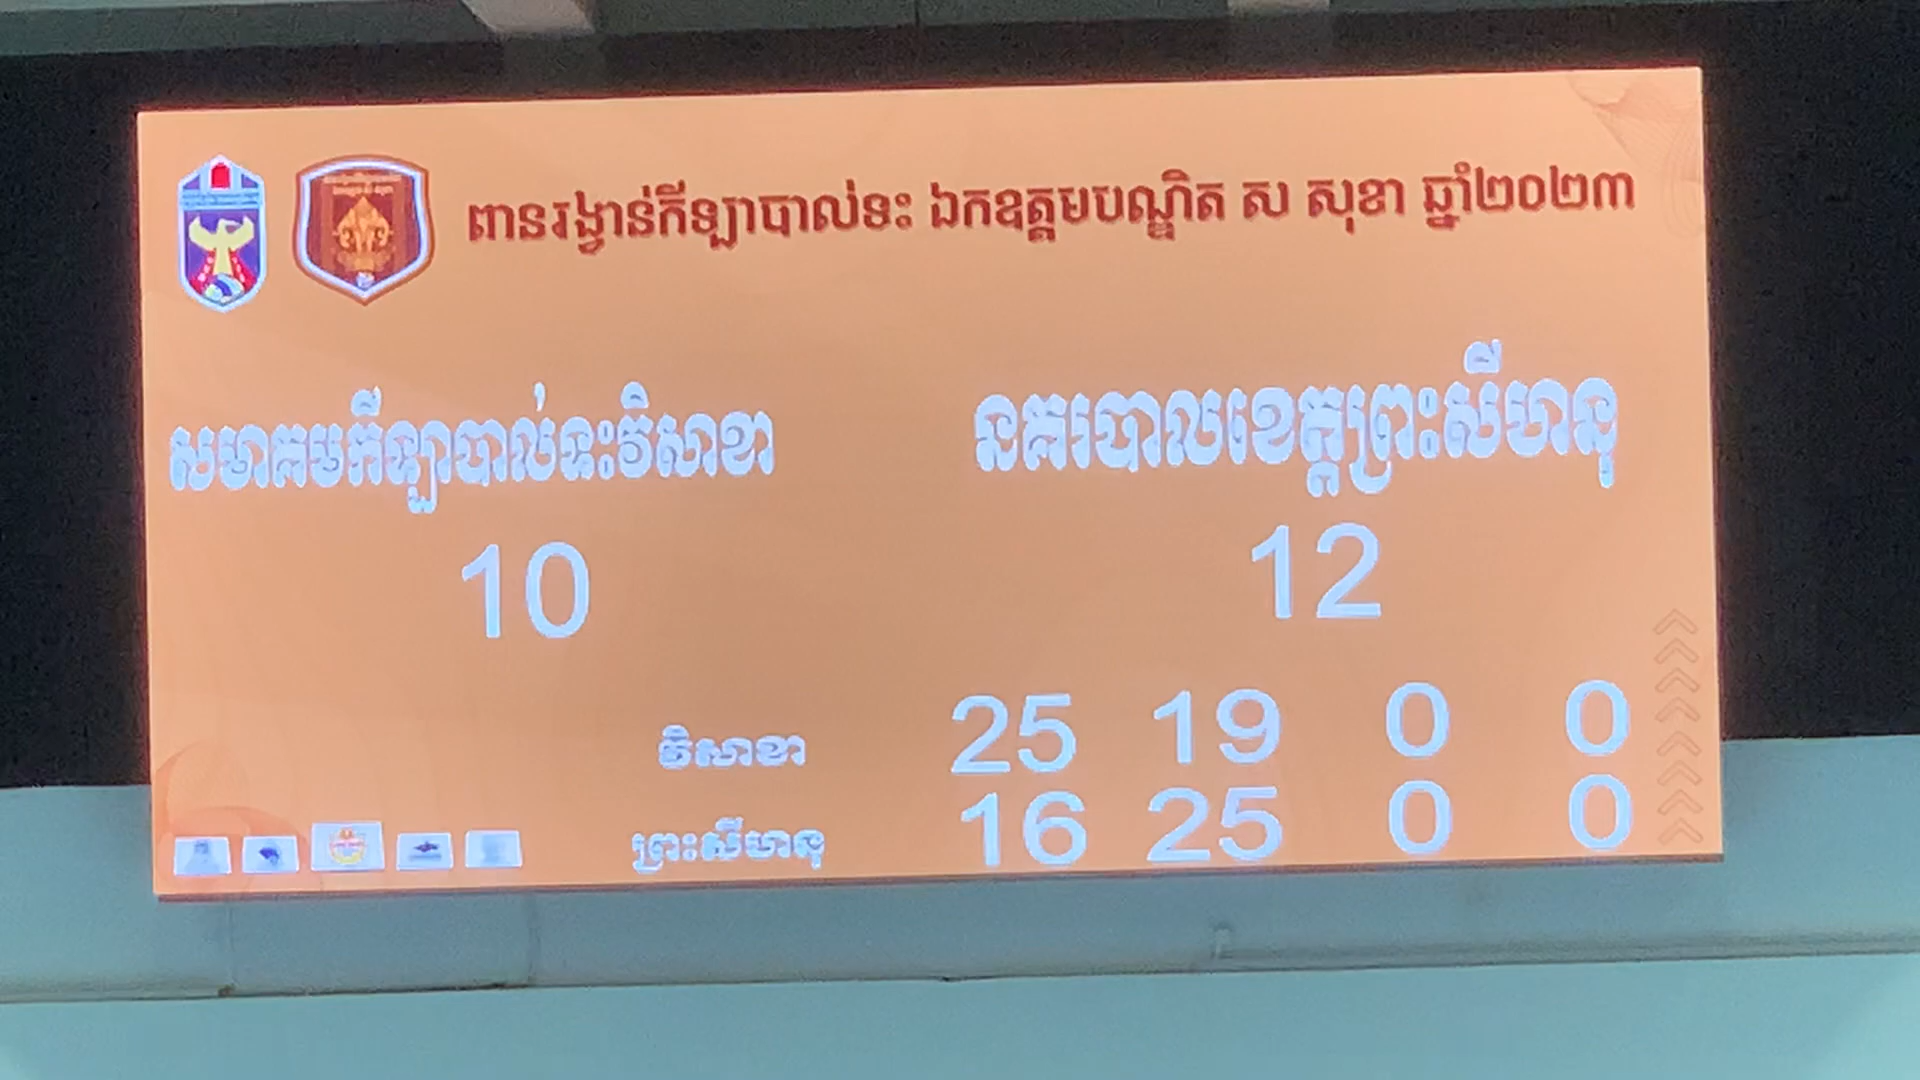 ពានរង្វាន់កីឡាបាល់ទះ ឯកឧត្តមបណ្ឌិត ស សុខា ឆ្នាំ២០២៣
សមាគមកីឡាបាល់ទះវិសាខា
នគរបាលខេត្តព្រះសីហនុ
10
12
វិសាខា 25 19 0 0
ព្រះសីហនុ 16 25 0 0